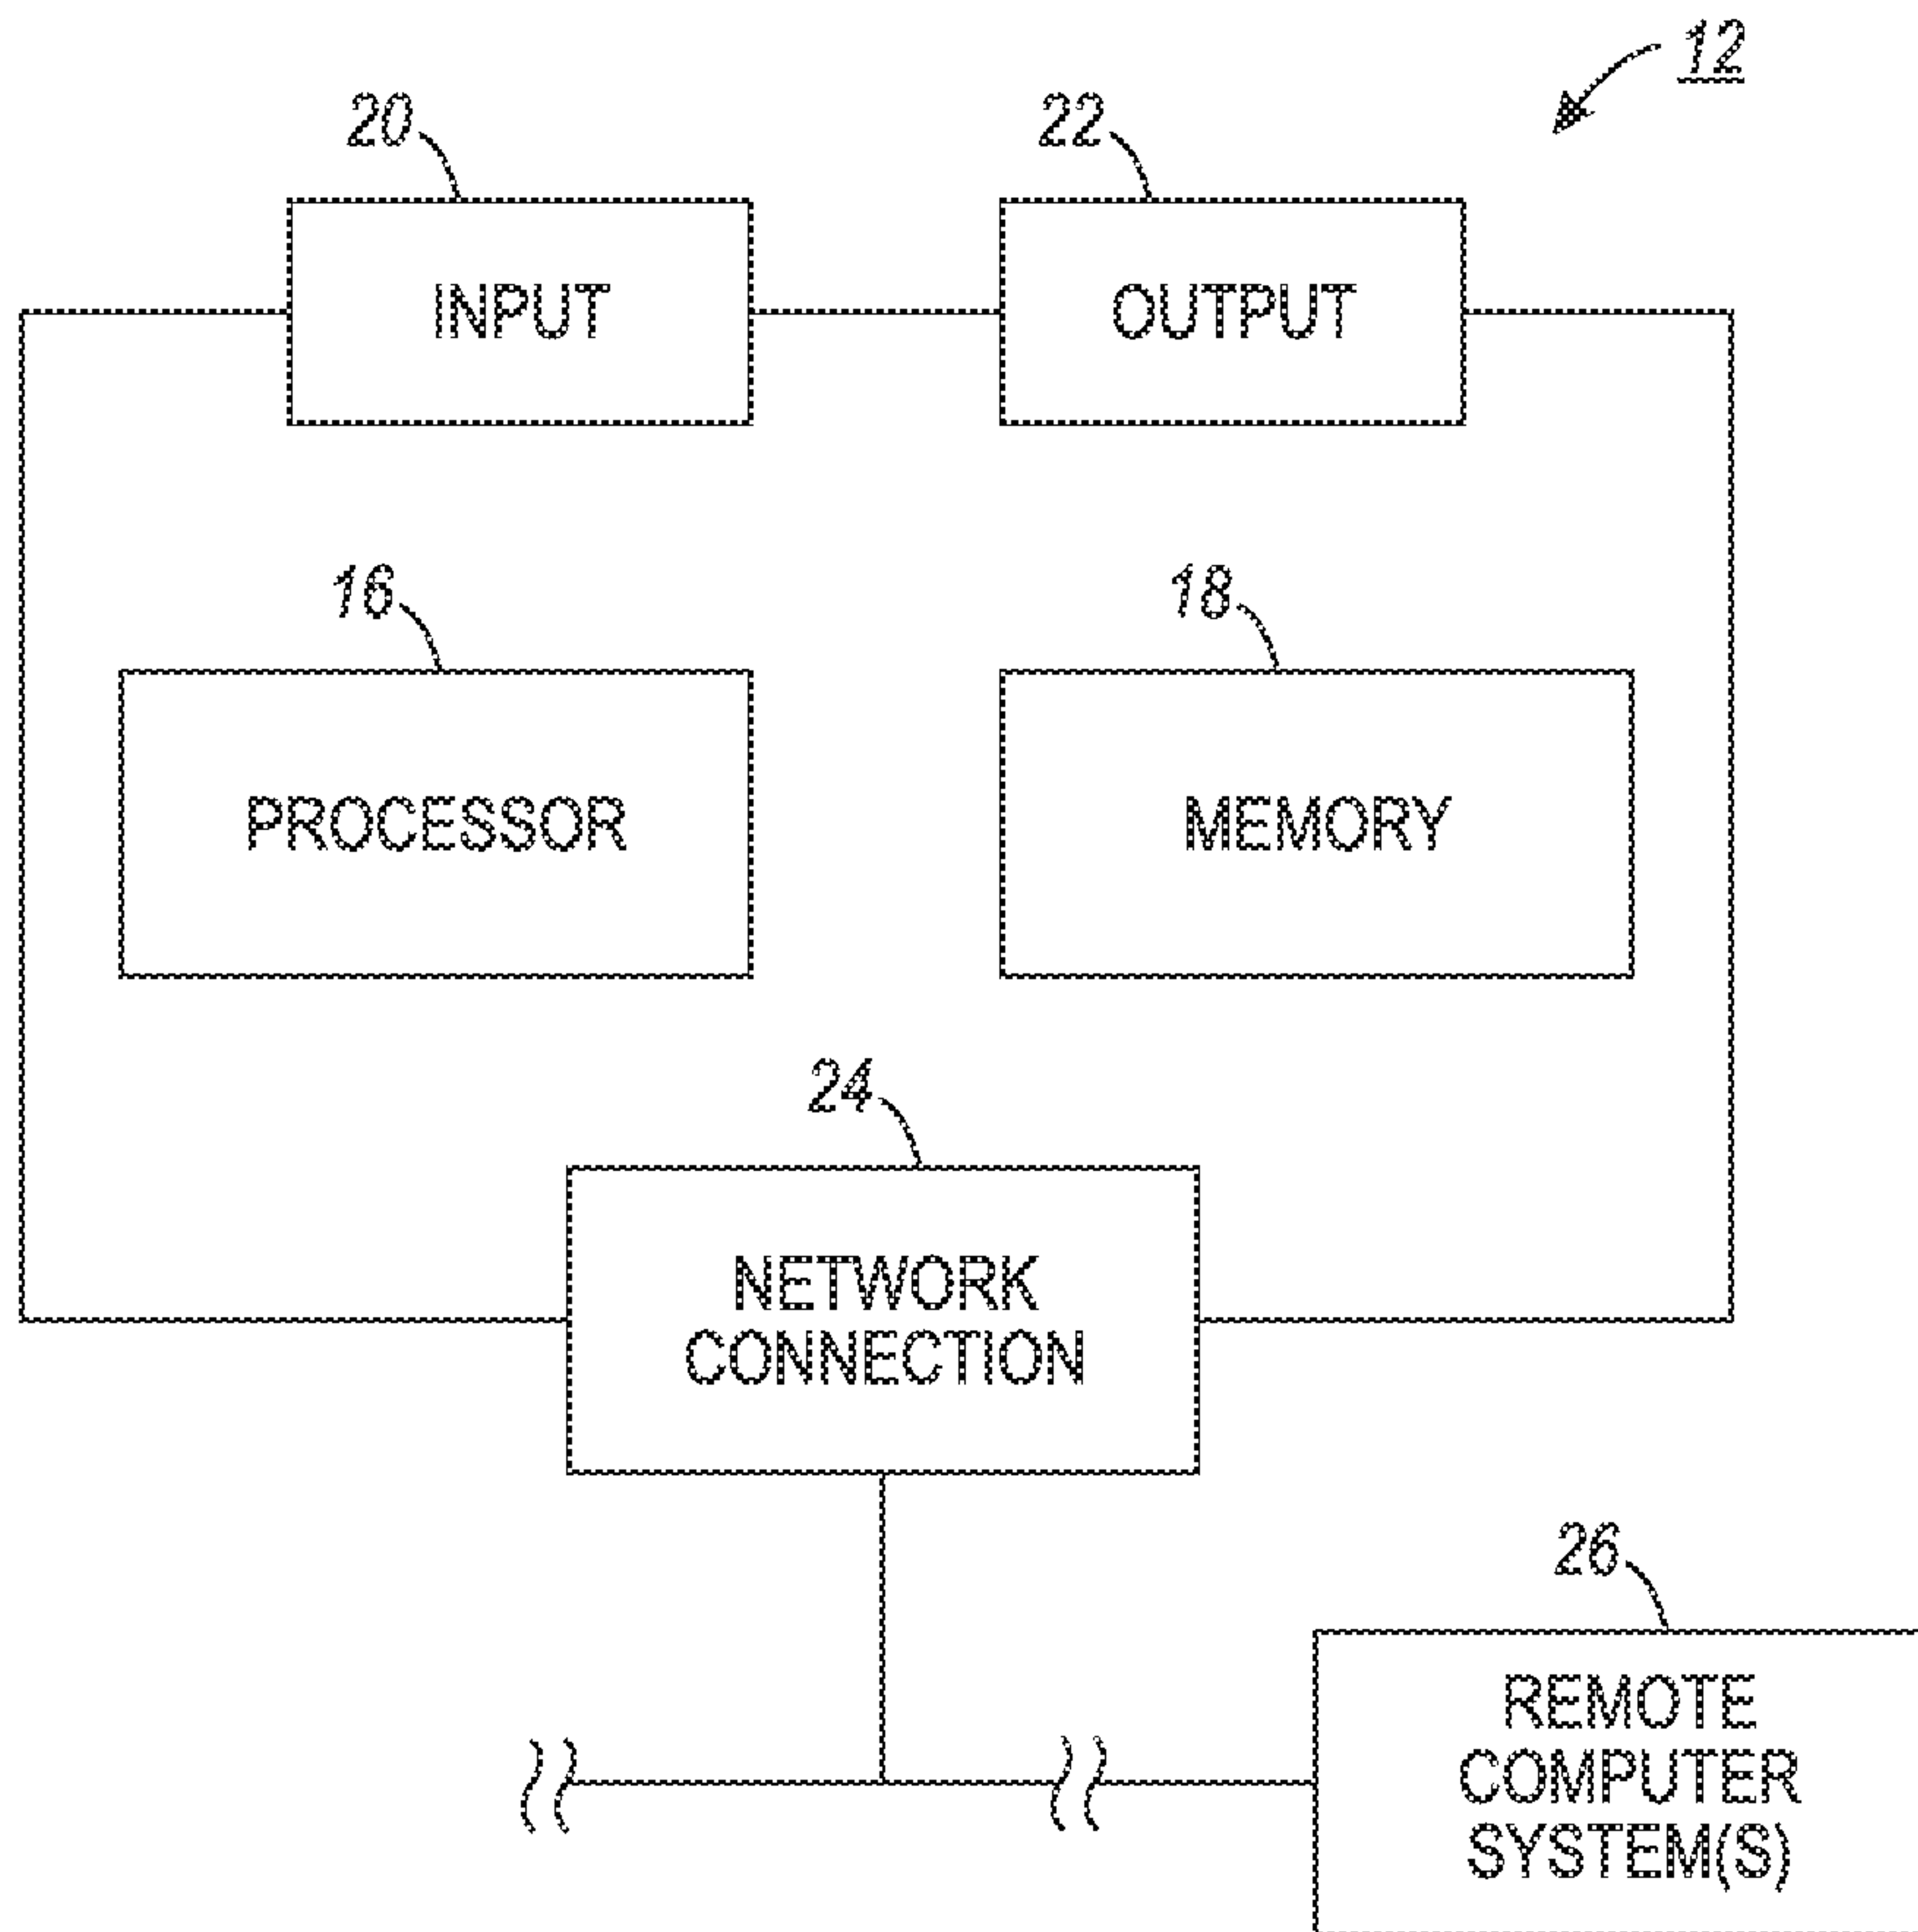 12
20
22
INPUT
OUTPUT
16
18
PROCESSOR
MEMORY
24
NETWORK
CONNECTION
26
REMOTE
COMPUTER
SYSTEM(S)